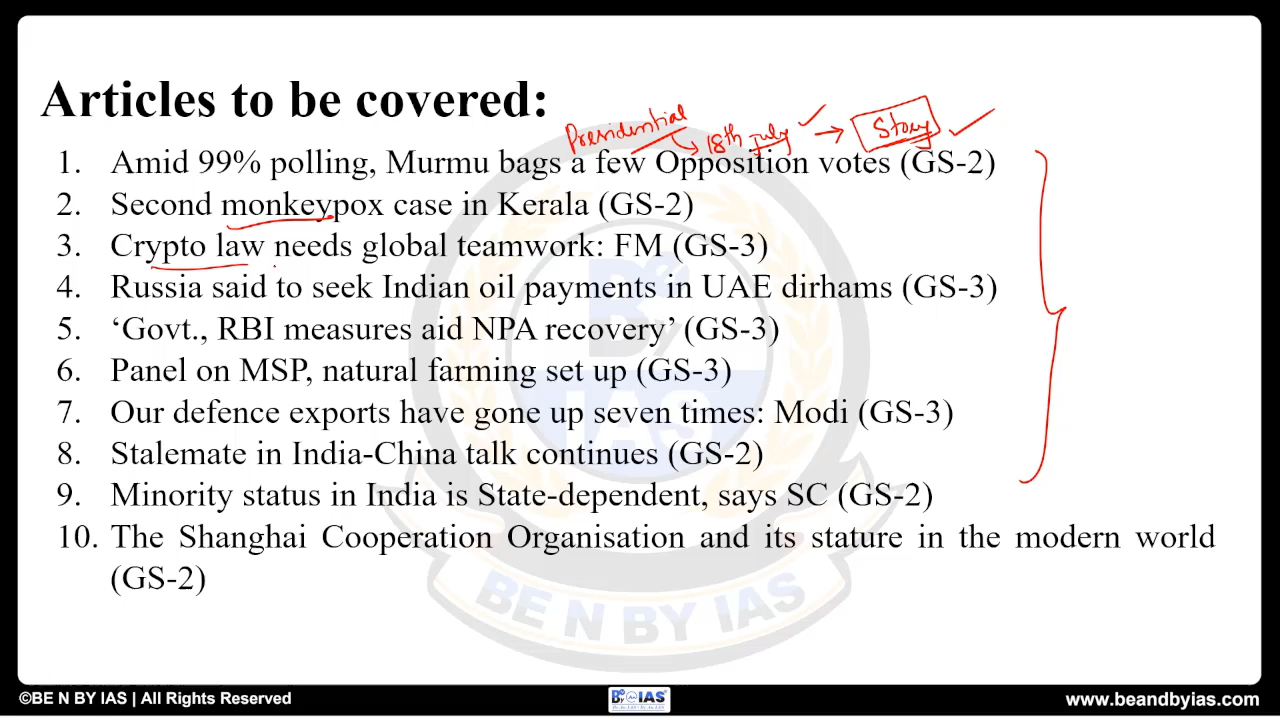 Articles to be covered:
Presidential
18th July → Story
1. Amid 99% polling, Murmu bags a few Opposition votes (GS-2)
2. Second monkeypox case in Kerala (GS-2)
3. Crypto law needs global teamwork: FM (GS-3)
4. Russia said to seek Indian oil payments in UAE dirhams (GS-3)
5. ‘Govt., RBI measures aid NPA recovery’ (GS-3)
6. Panel on MSP, natural farming set up (GS-3)
7. Our defence exports have gone up seven times: Modi (GS-3)
8. Stalemate in India-China talk continues (GS-2)
9. Minority status in India is State-dependent, says SC (GS-2)
10. The Shanghai Cooperation Organisation and its stature in the modern world
(GS-2)
BE N BY IAS
©BE N BY IAS | All Rights Reserved
IAS
www.beandbyias.com